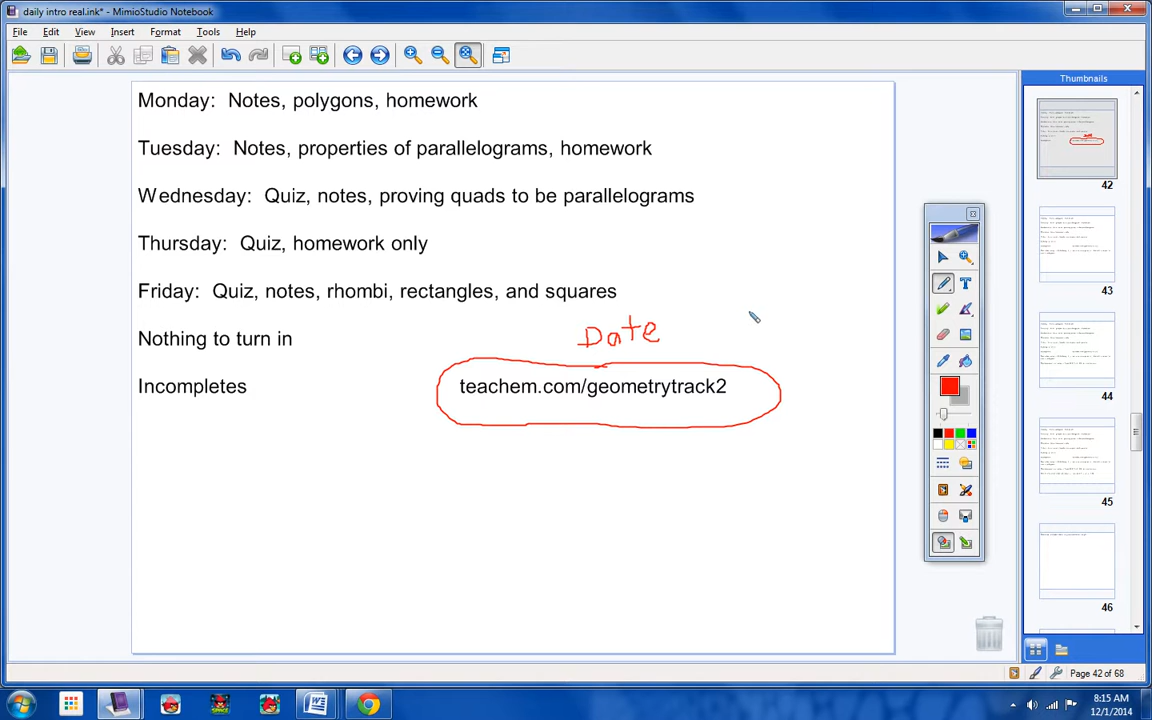 daily intro real.ink* - MimioStudio Notebook
File Edit View Insert Format Tools Help
Thumbnails
Monday: Notes, polygons, homework
Tuesday: Notes, properties of parallelograms, homework
Wednesday: Quiz, notes, proving quads to be parallelograms
Thursday: Quiz, homework only
Friday: Quiz, notes, rhombi, rectangles, and squares
Nothing to turn in
Date
Incompletes teachem.com/geometrytrack2
42
43
44
45
46
Page 42 of 68
8:15 AM
12/1/2014